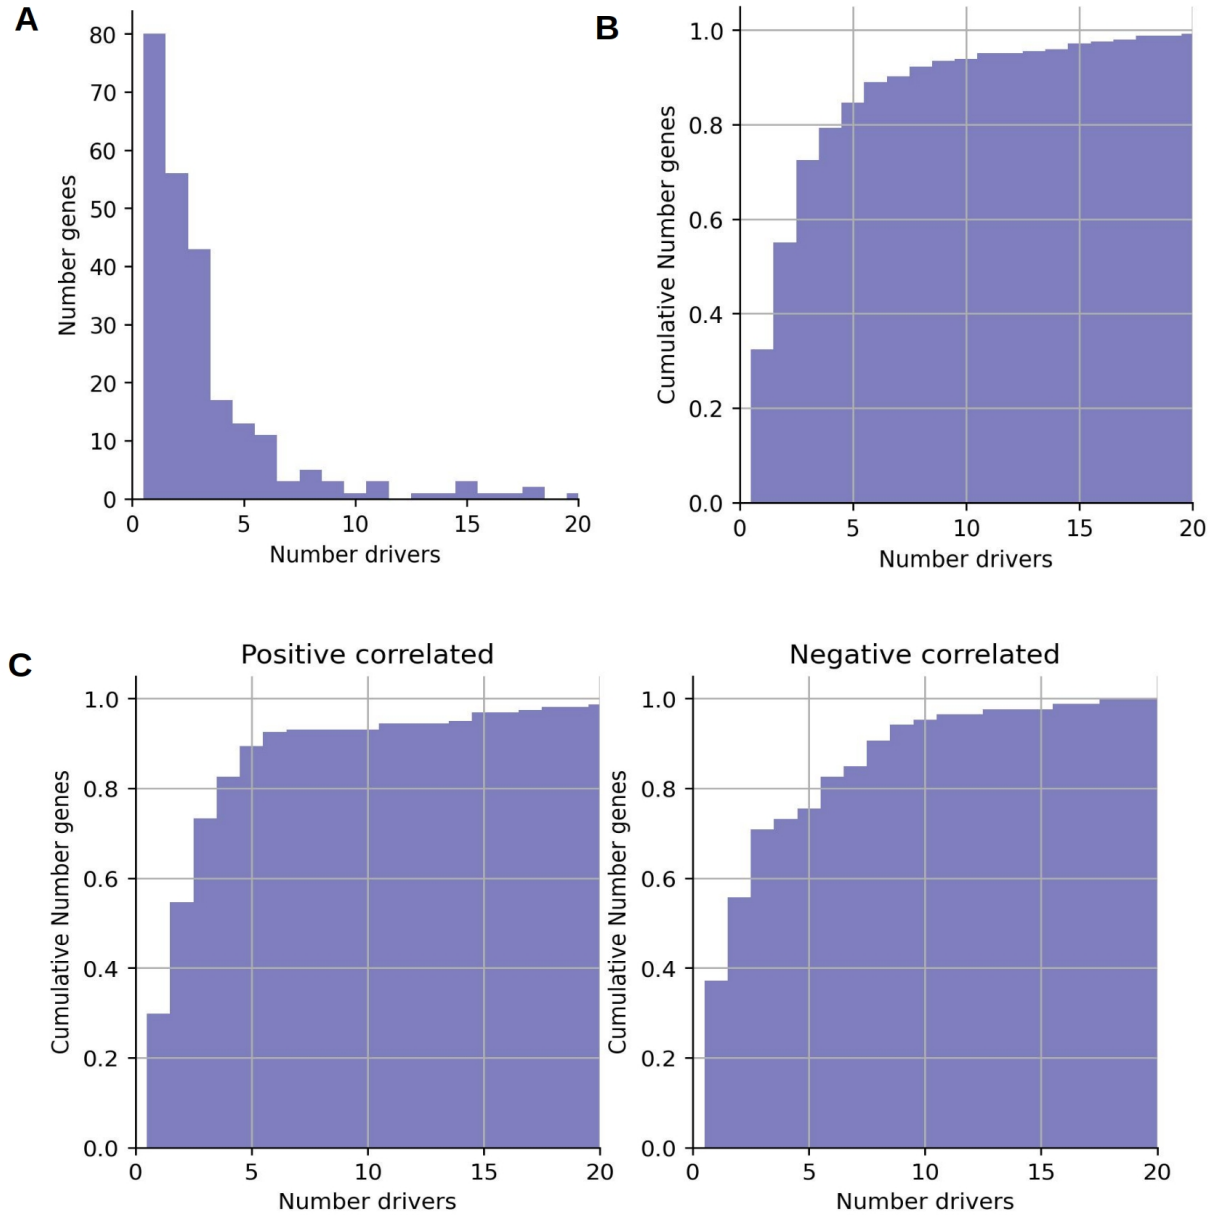 A
80
70
60
50
40
30
20
10
0
Number genes
0 5 10 15 20
Number drivers
B
1.0
0.8
0.6
0.4
0.2
0.0
Cumulative Number genes
0 5 10 15 20
Number drivers
C
Positive correlated
1.0
0.8
0.6
0.4
0.2
0.0
Cumulative Number genes
0 5 10 15 20
Number drivers
Negative correlated
1.0
0.8
0.6
0.4
0.2
0.0
Cumulative Number genes
0 5 10 15 20
Number drivers